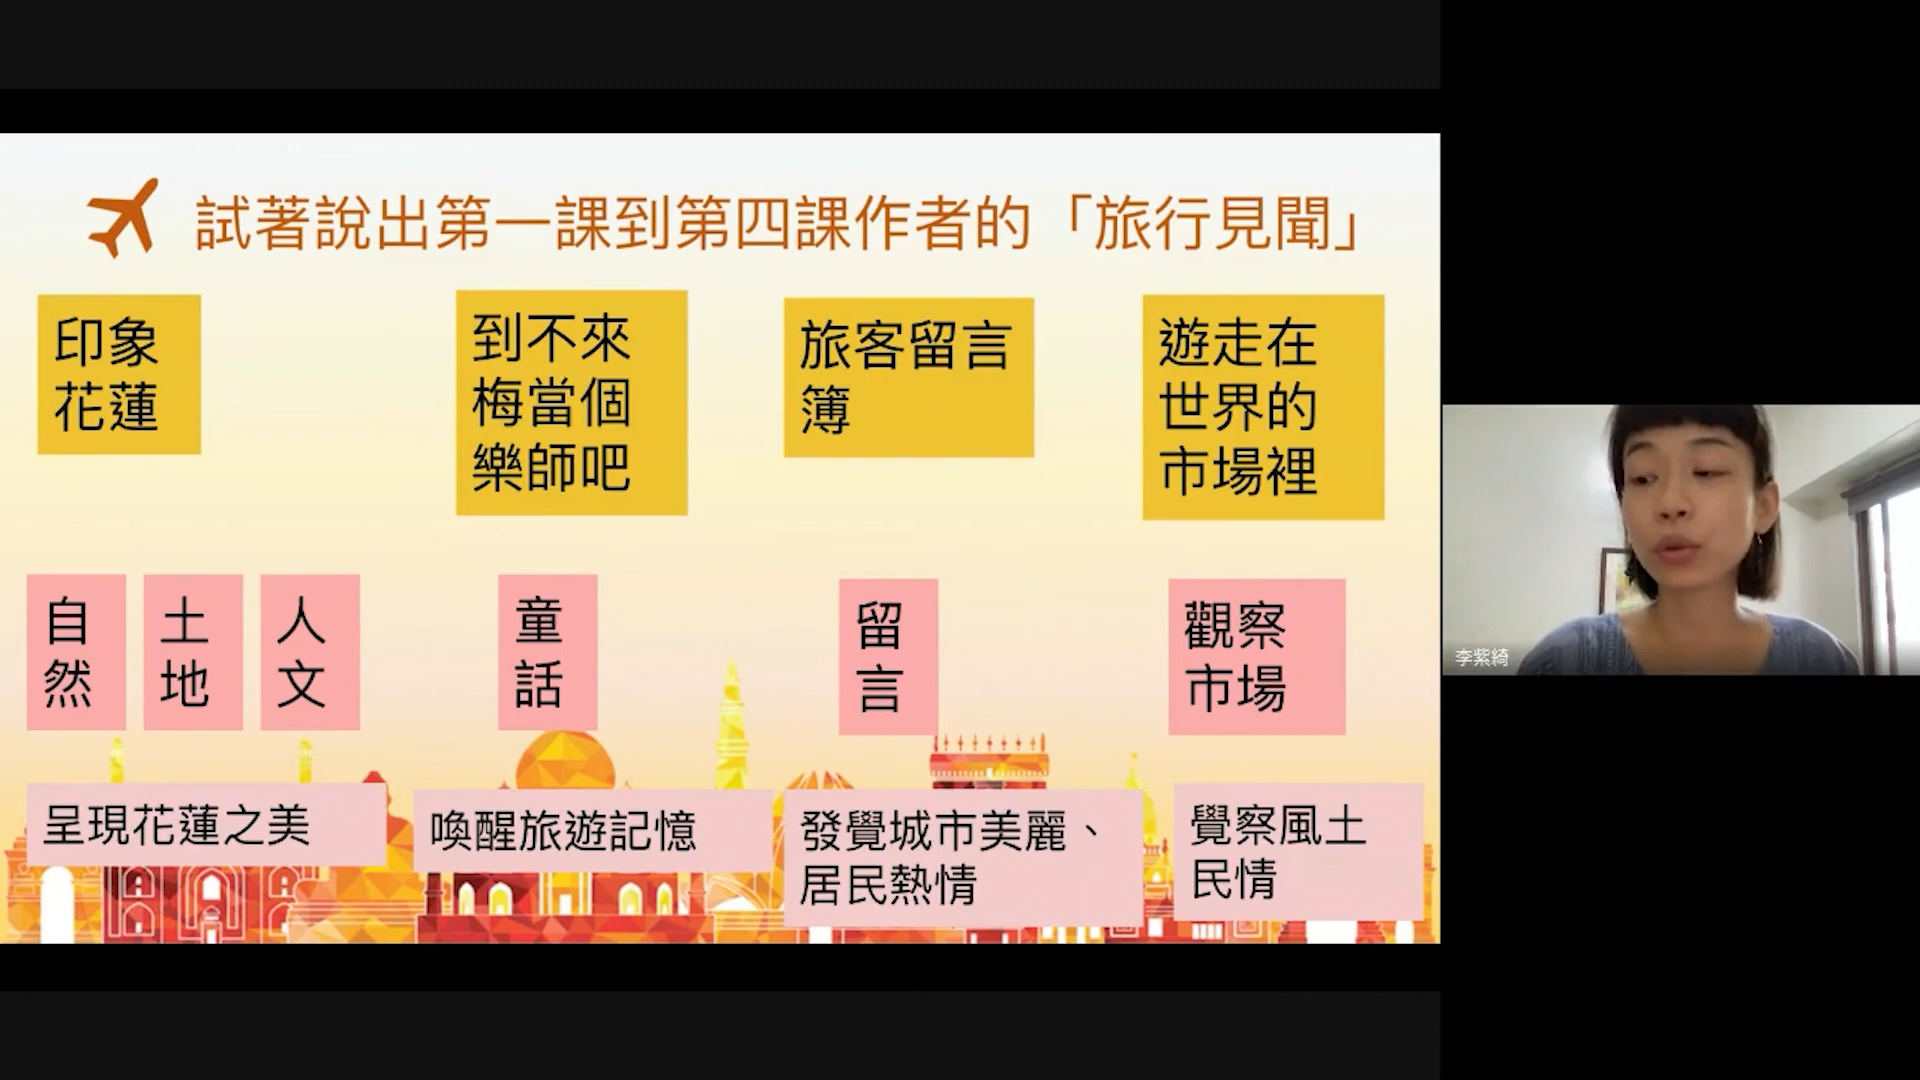 試著說出第一課到第四課作者的「旅行見聞」
印象
花蓮
到不來
梅當個
樂師吧
旅客留言
簿
遊走在
世界的
市場裡
自
然
土
地
人
文
童
話
留
言
觀察
市場
呈現花蓮之美
喚醒旅遊記憶
發覺城市美麗、
居民熱情
覺察風土
民情
李紫綺